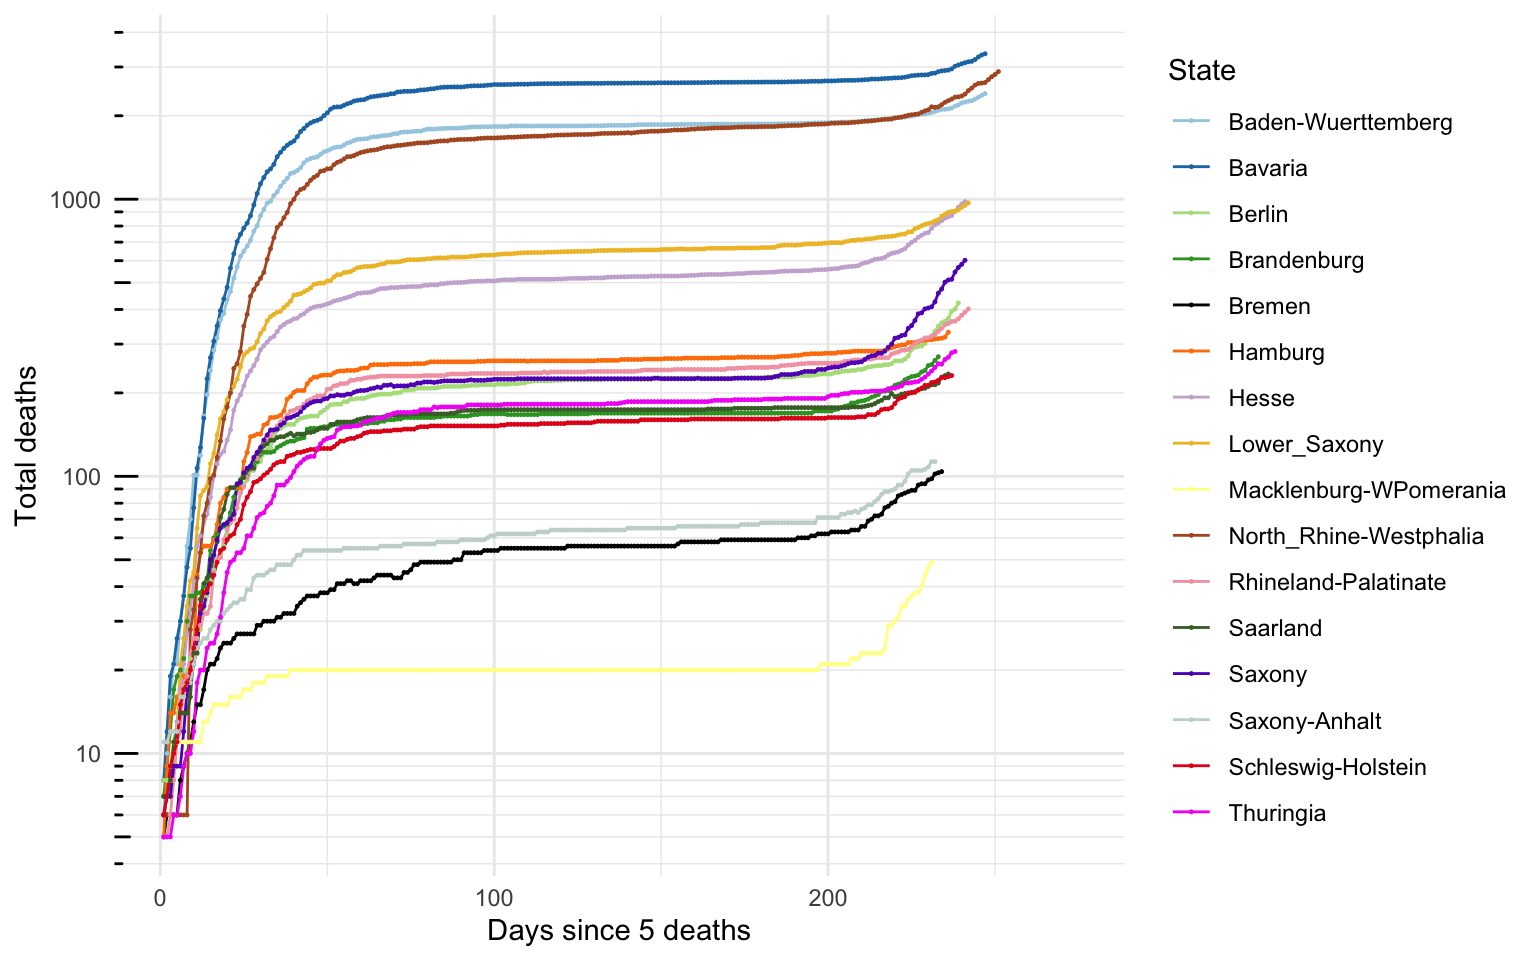 Total deaths
1000
100
10
0
100
200
Days since 5 deaths
State
Baden-Wuerttemberg
Bavaria
Berlin
Brandenburg
Bremen
Hamburg
Hesse
Lower_Saxony
Macklenburg-WPomerania
North_Rhine-Westphalia
Rhineland-Palatinate
Saarland
Saxony
Saxony-Anhalt
Schleswig-Holstein
Thuringia